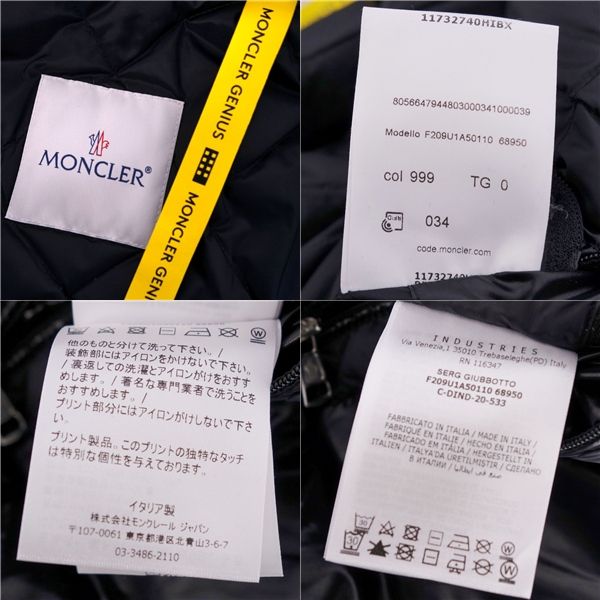 MONCLER®
MONCLER GENIUS
MONCLER GENIUS
11732740HIBX
8056647944803000341000039
Modello F209U1A50110 68950
col 999 TG 0
034
code.moncler.com
11732740HIBX
他のものと分けて洗って下さい。/
装飾部にはアイロンをかけないで下さい。
/ 裏返しての洗濯とアイロンがけをおすす
めします。/ 著名な専門業者で洗うことを
おすすめします。/
プリント部分にはアイロンがけしないで下
さい。
プリント製品。このプリントの独特なタッチ
は特別な個性を与えております。
イタリア製
株式会社モンクレール ジャパン
〒107-0061 東京都港区北青山3-6-7
03-3486-2110
INDUSTRIES
Via Venezia,1 35010 Trebaseleghe(PD) Italy
RN 116347
SERG GIUBBOTTO
F209U1A50110 68950
C-DIND-20-533
FABBRICATO IN ITALIA / MADE IN ITALY /
FABRIQUÉ EN ITALIE / HECHO EN ITALIA /
FABRICADO EM ITÁLIA / HERGESTELLT IN
ITALIEN / ITALYA'DA ÜRETILMIŞTIR / СДЕЛАНО
В ИТАЛИИ / صنع في ايطاليا
30
30